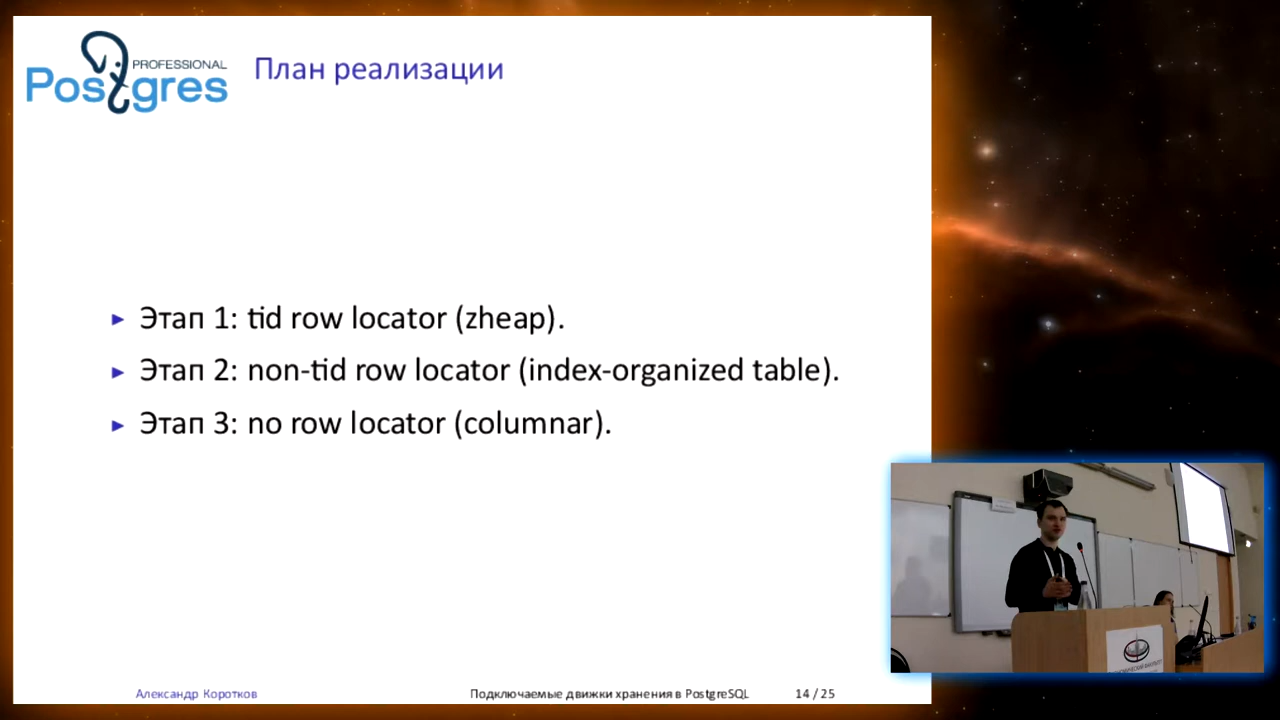 PROFESSIONAL
Postgres
План реализации
Этап 1: tid row locator (zheap).
Этап 2: non-tid row locator (index-organized table).
Этап 3: no row locator (columnar).
Александр Коротков
Подключаемые движки хранения в PostgreSQL
14 / 25